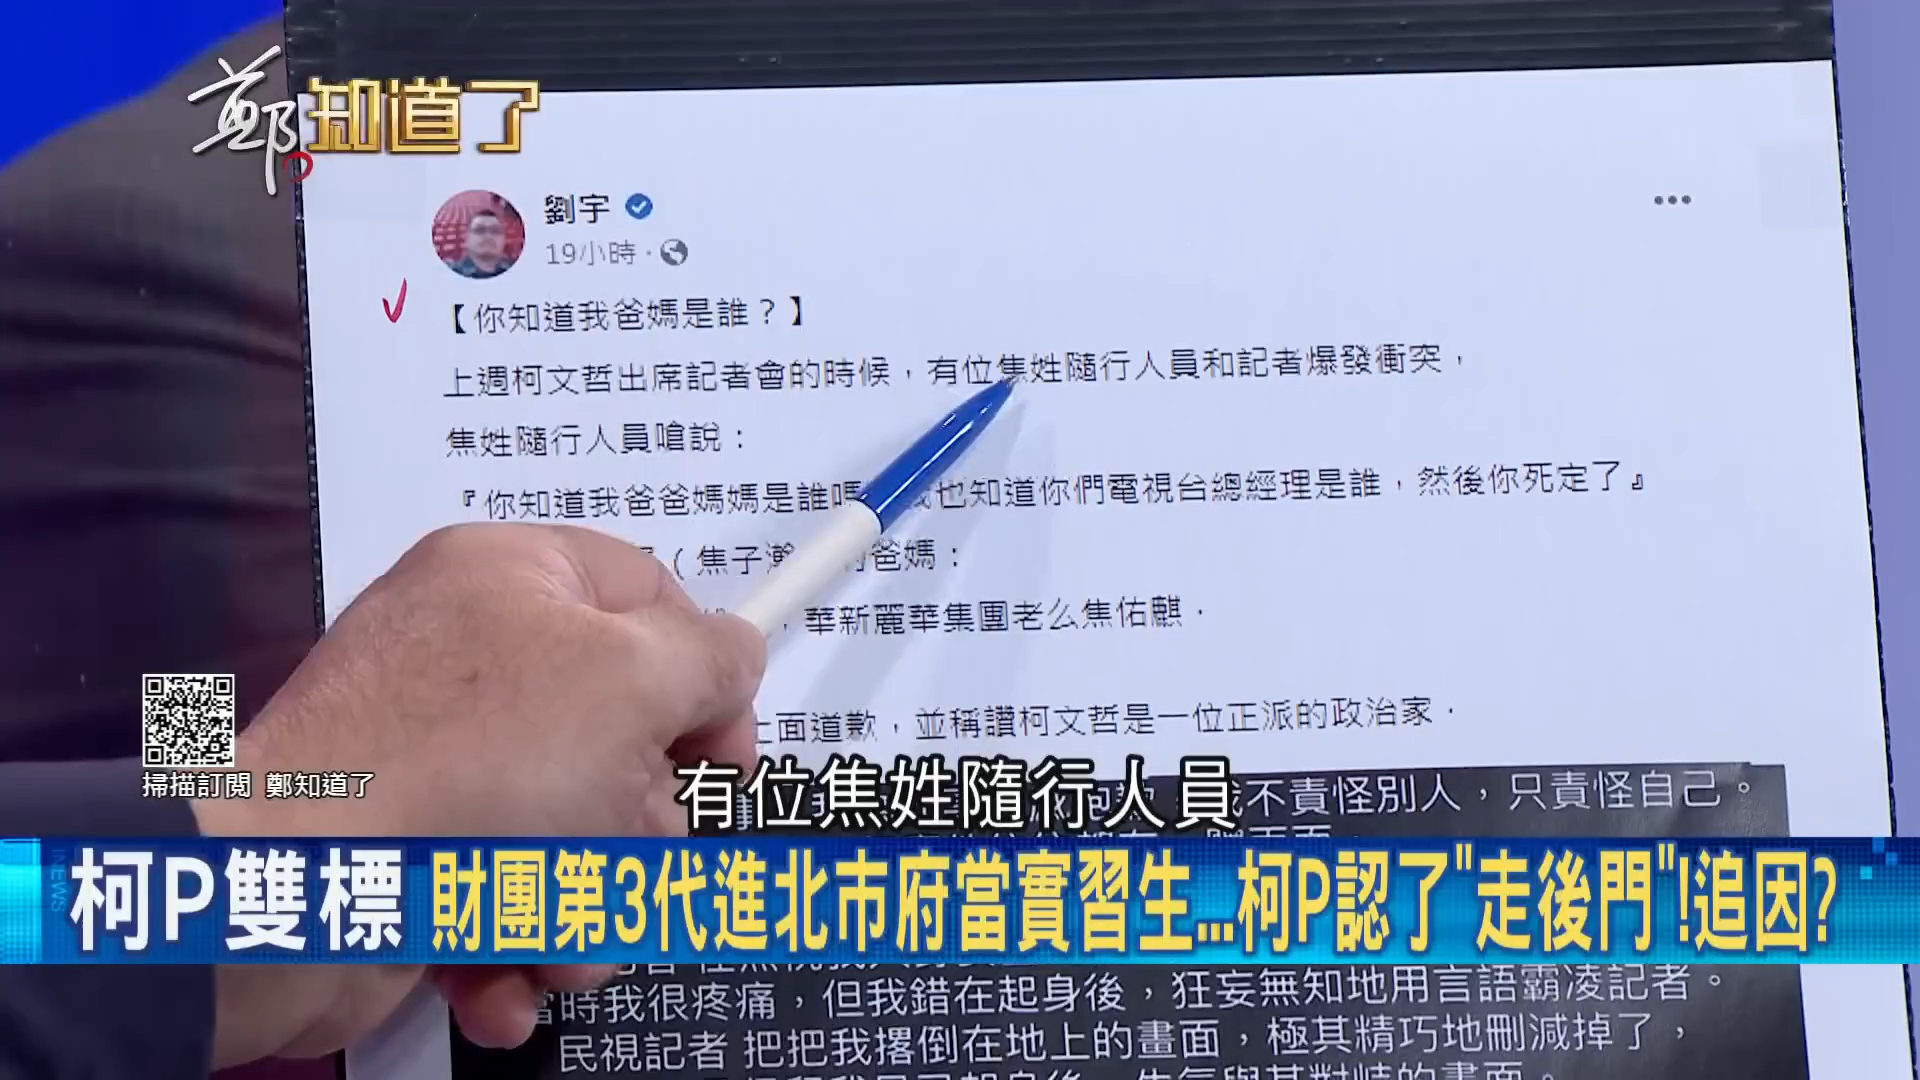 鄭知道了
劉宇
19小時
【你知道我爸媽是誰？】
上週柯文哲出席記者會的時候，有位焦姓隨行人員和記者爆發衝突，
焦姓隨行人員嗆說：
『你知道我爸爸媽媽是誰嗎 也知道你們電視台總經理是誰，然後你死定了』
（焦子瀚 爸媽：
，華新麗華集團老么焦佑麒．
上面道歉，並稱讚柯文哲是一位正派的政治家．
掃描訂閱 鄭知道了
有位焦姓隨行人員
不責怪別人，只責怪自己。
iNEWS
柯P雙標
財團第3代進北市府當實習生...柯P認了"走後門"!追因?
當時我很疼痛，但我錯在起身後，狂妄無知地用言語霸凌記者。
民視記者 把把我撂倒在地上的畫面，極其精巧地刪減掉了，